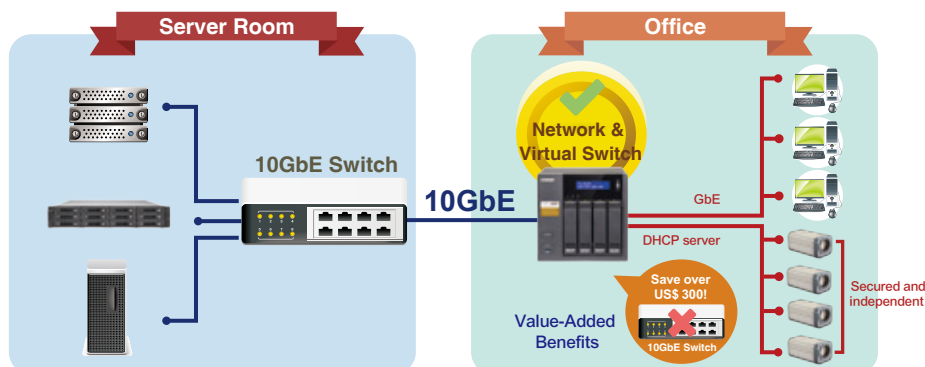 Server Room
Office
10GbE Switch
10GbE
Network &
Virtual Switch
GbE
DHCP server
Save over
US$ 300!
10GbE Switch
Value-Added
Benefits
Secured and
independent